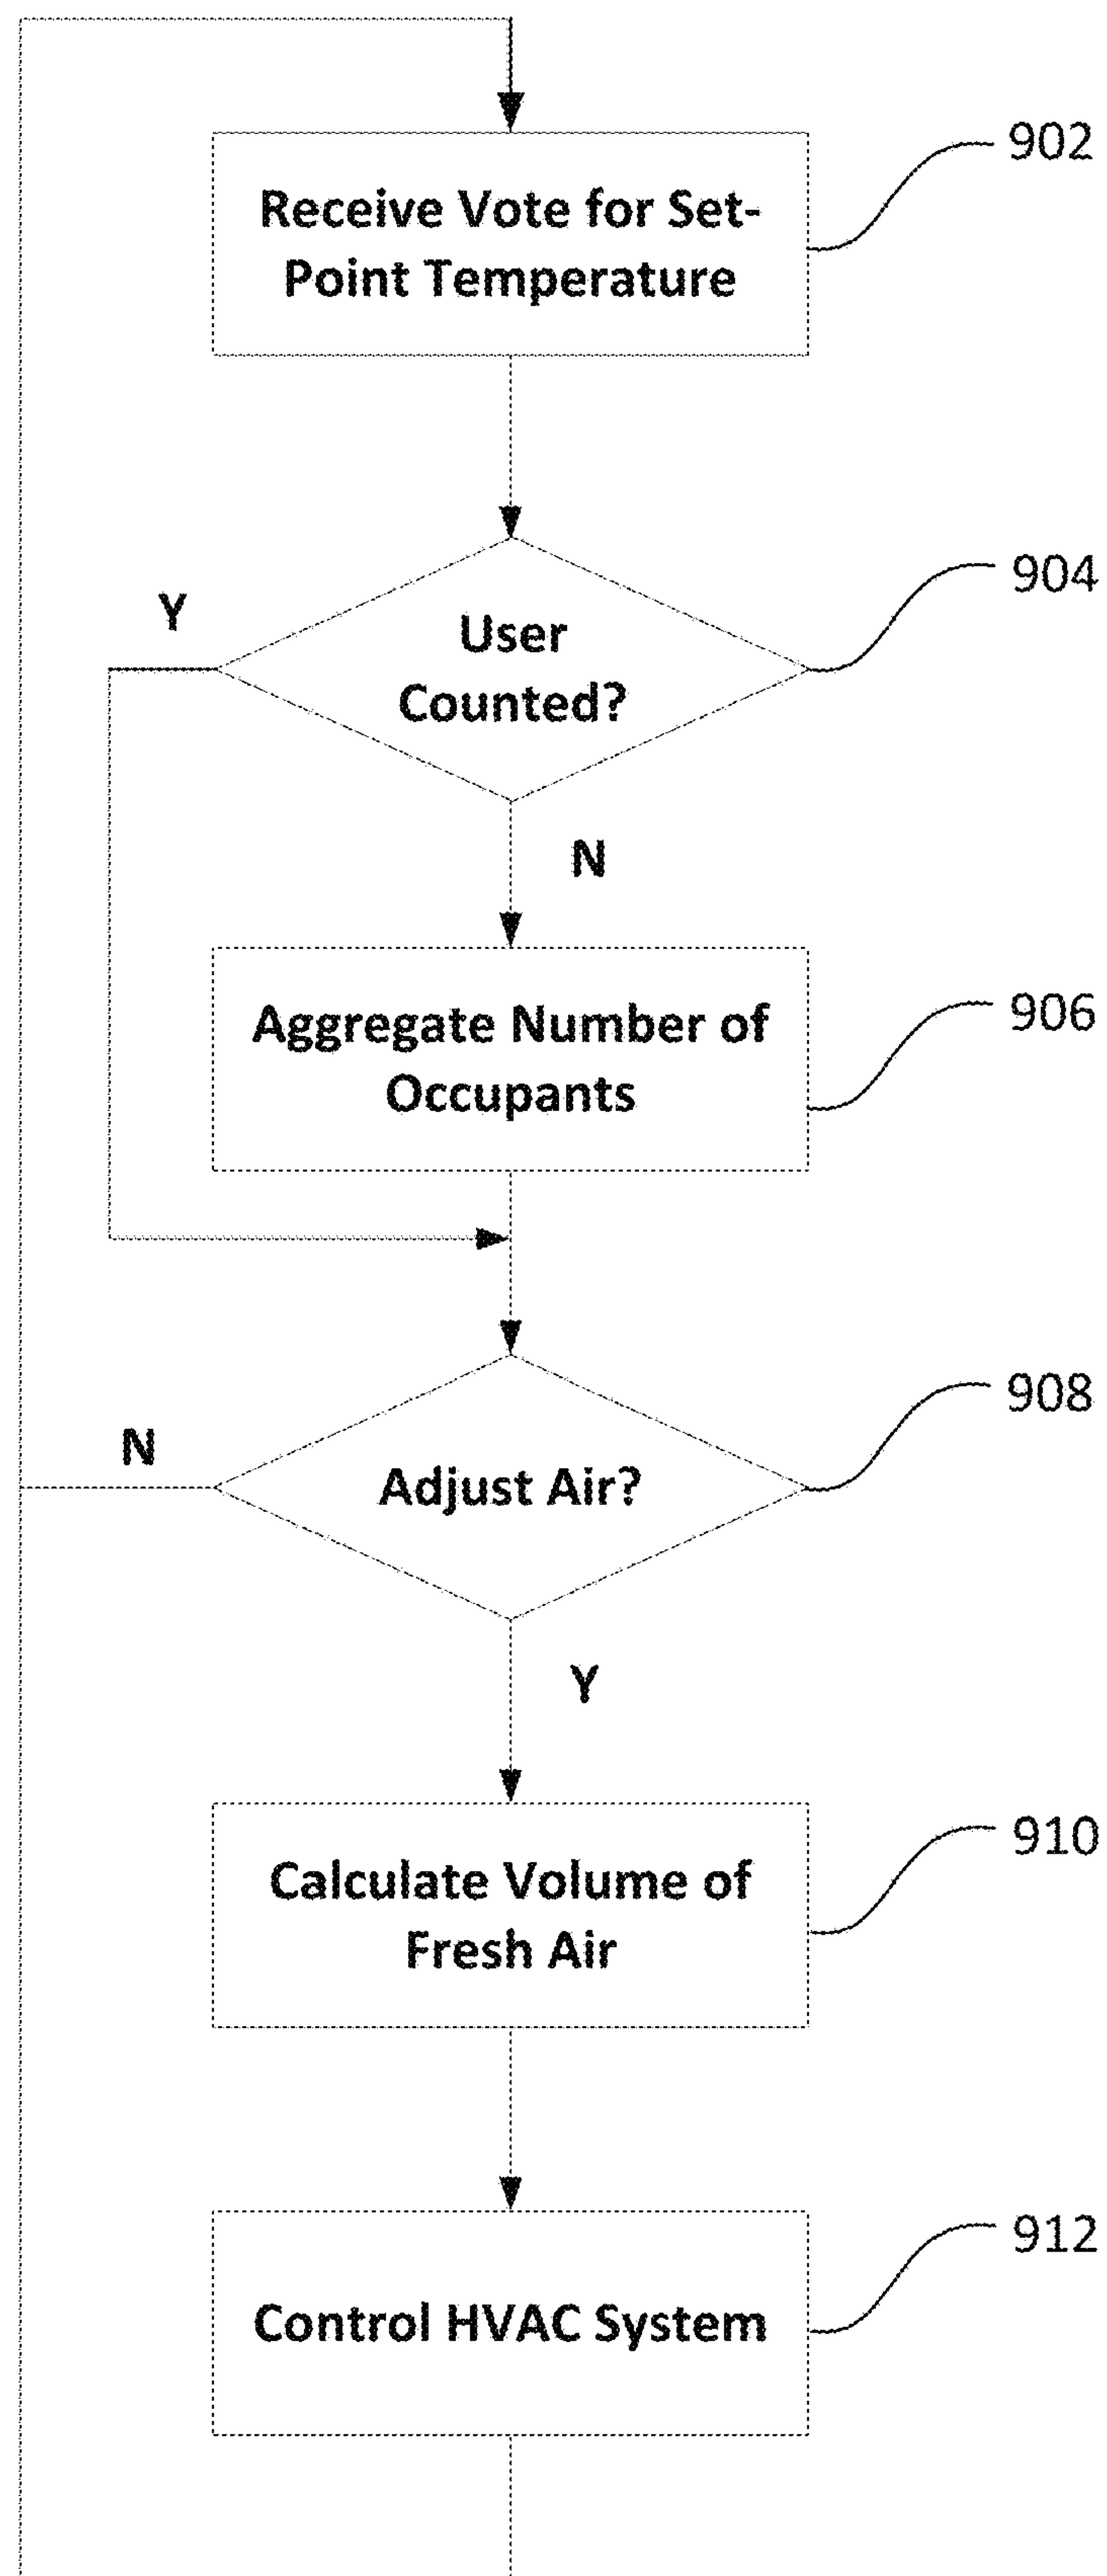 902
Receive Vote for Set-
Point Temperature
904
Y
User
Counted?
N
906
Aggregate Number of
Occupants
908
N
Adjust Air?
Y
910
Calculate Volume of
Fresh Air
912
Control HVAC System